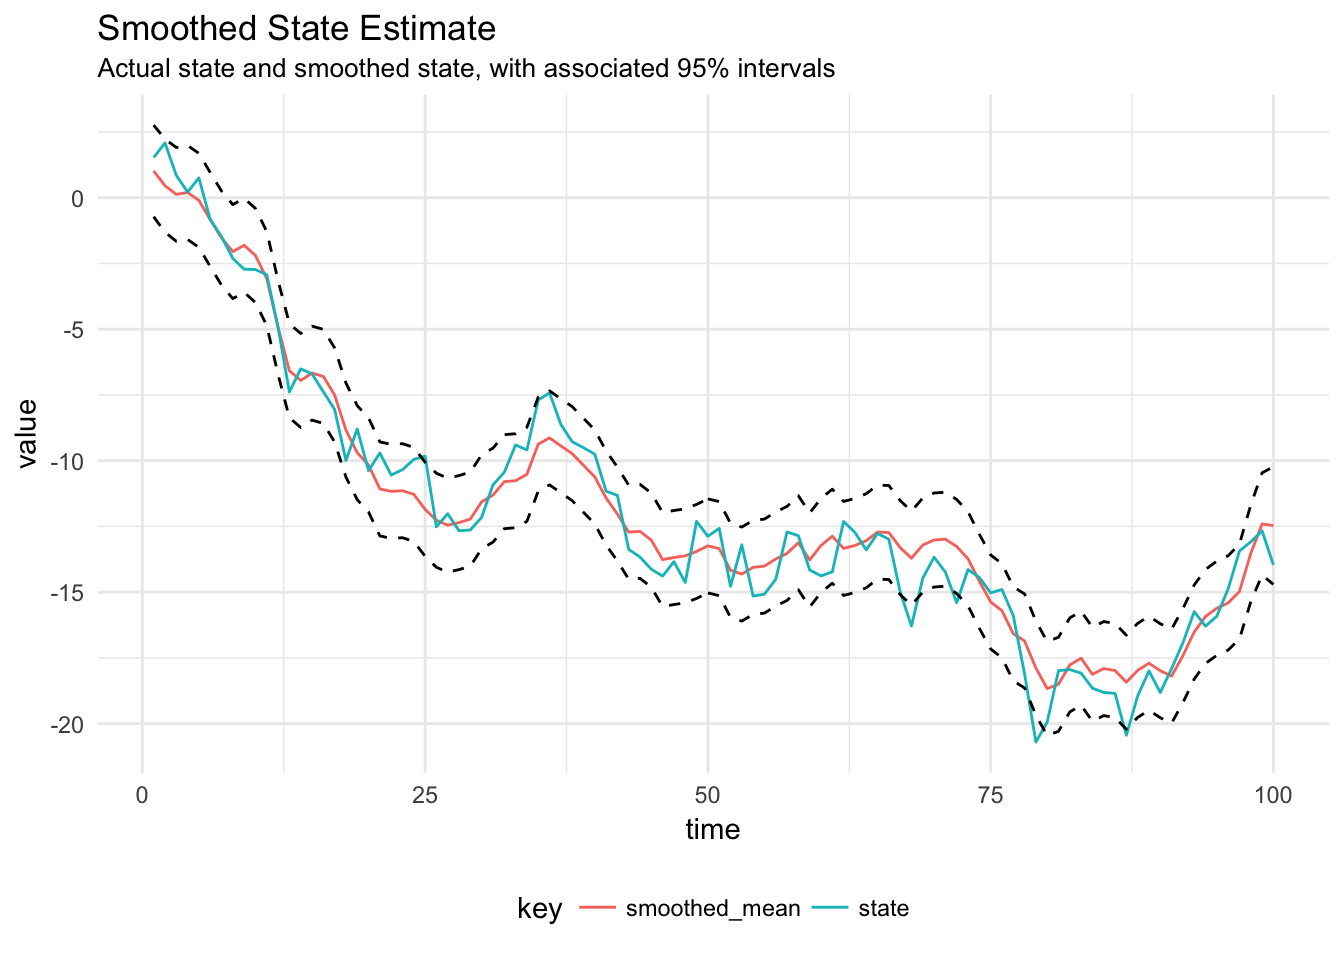 Smoothed State Estimate
Actual state and smoothed state, with associated 95% intervals
value
0
-5
-10
-15
-20
0 25 50 75 100
time
key smoothed_mean state